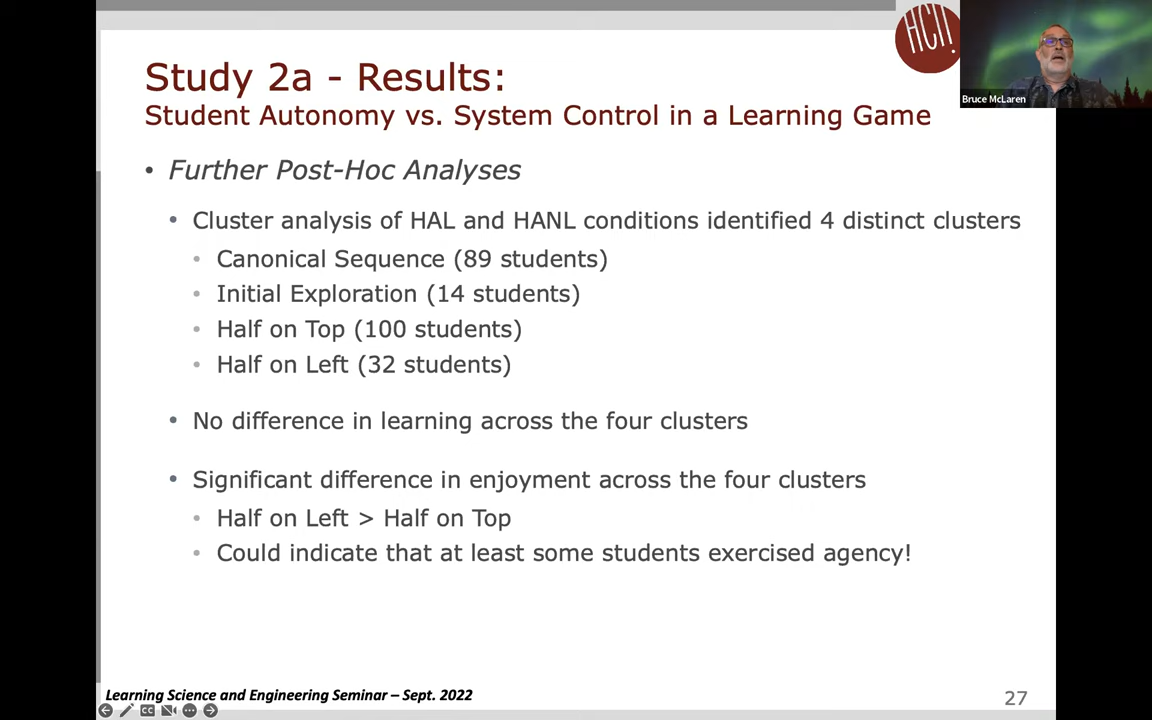 HCII!
Bruce McLaren
Study 2a - Results:
Student Autonomy vs. System Control in a Learning Game
• Further Post-Hoc Analyses
• Cluster analysis of HAL and HANL conditions identified 4 distinct clusters
• Canonical Sequence (89 students)
• Initial Exploration (14 students)
• Half on Top (100 students)
• Half on Left (32 students)
• No difference in learning across the four clusters
• Significant difference in enjoyment across the four clusters
• Half on Left > Half on Top
• Could indicate that at least some students exercised agency!
Learning Science and Engineering Seminar – Sept. 2022
27
CC